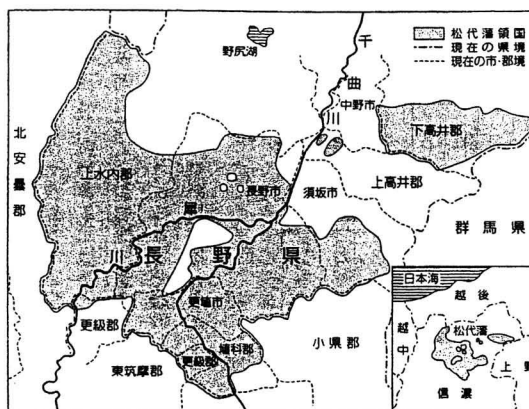 松代藩領国
現在の県境
現在の市・郡境
野尻湖
千曲川
中野市
下高井郡
北安曇郡
上水内郡
長野市
須坂市
上高井郡
群馬県
犀川
長野県
更埴市
更級郡
更級郡
埴科郡
東筑摩郡
小県郡
日本海
越後
越中
松代藩
上野
信濃